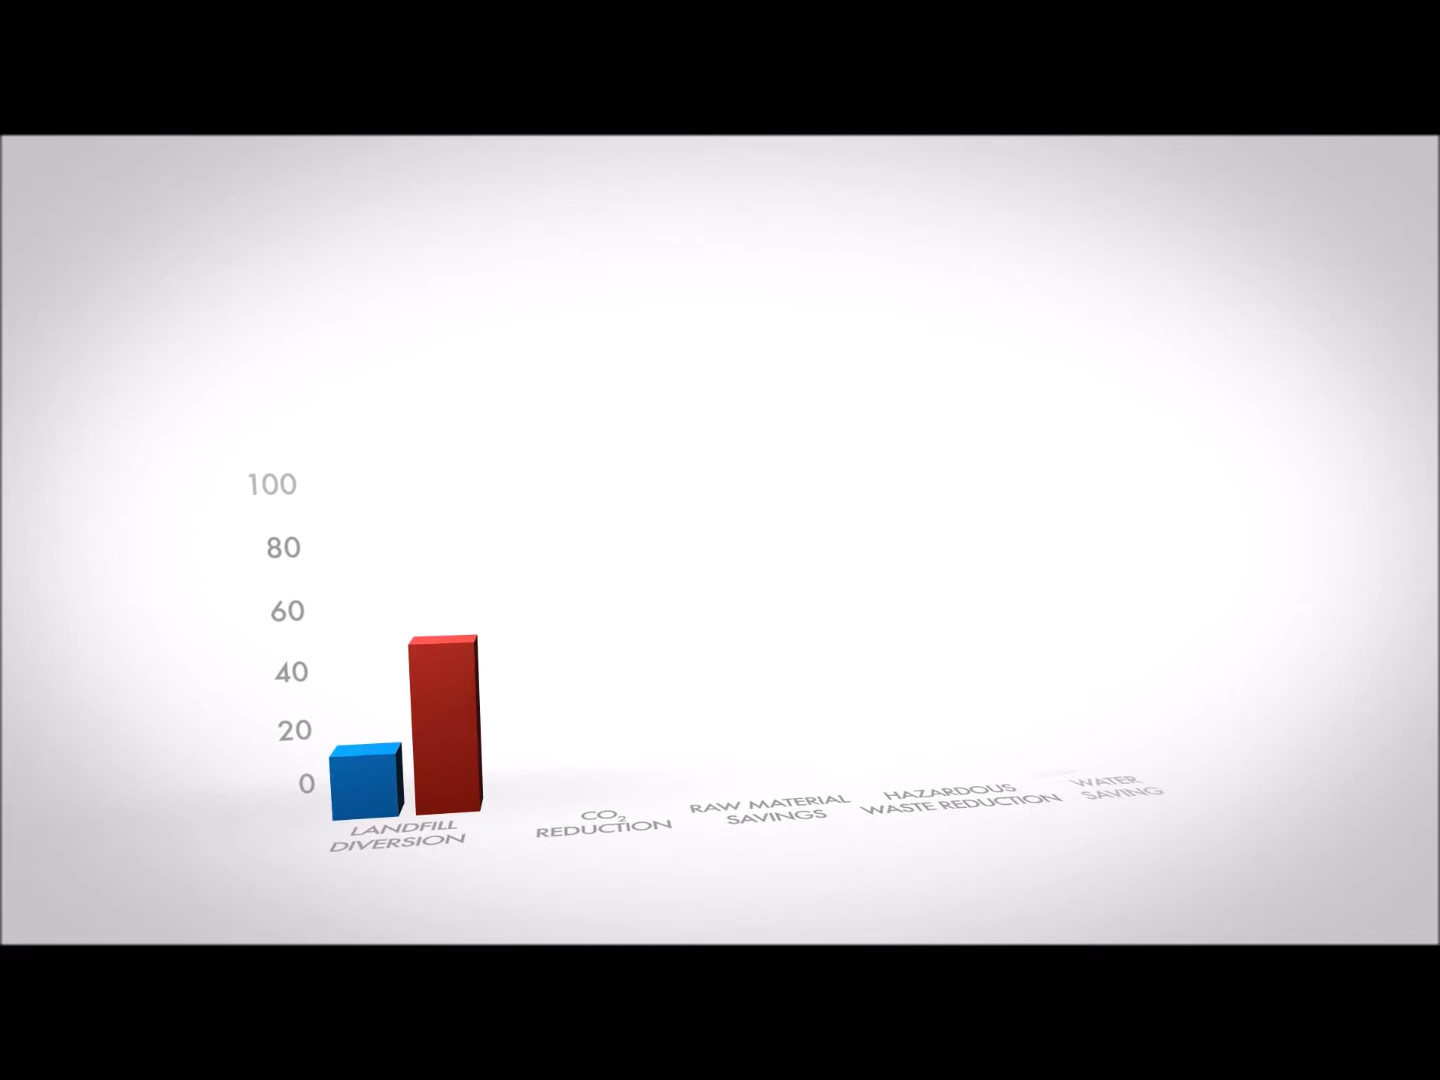 100
80
60
40
20
0
LANDFILL
DIVERSION
CO₂
REDUCTION
RAW MATERIAL
SAVINGS
HAZARDOUS
WASTE REDUCTION
WATER
SAVING